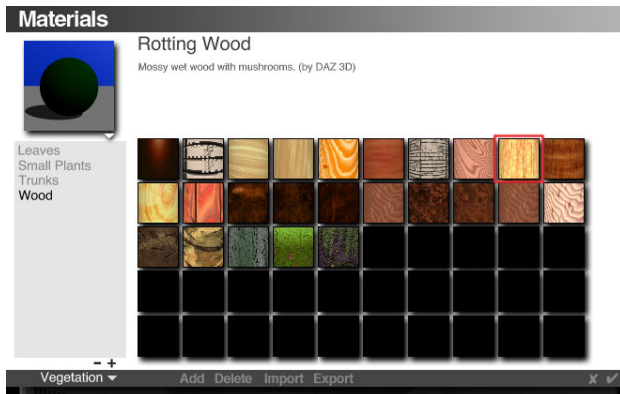 Materials
Rotting Wood
Mossy wet wood with mushrooms. (by DAZ 3D)
Leaves
Small Plants
Trunks
Wood
- +
Vegetation
Add Delete Import Export